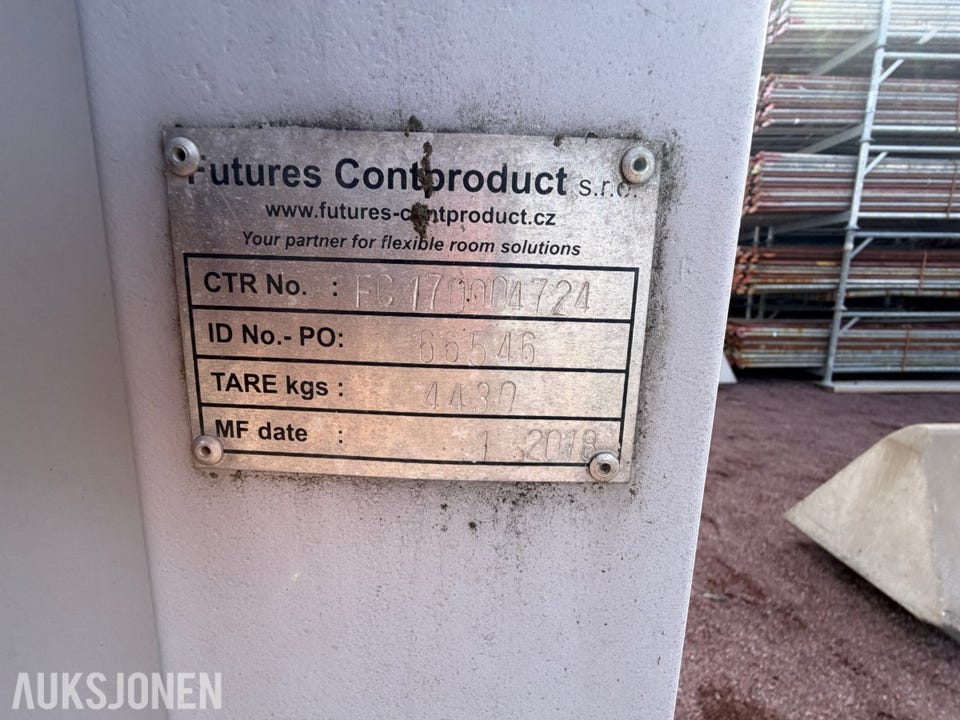 Futures Contproduct s.r.o.
www.futures-contproduct.cz
Your partner for flexible room solutions
CTR No. : FC 170004724
ID No.- PO: 66546
TARE kgs : 4430
MF date : 1 2018
AUKSJONEN